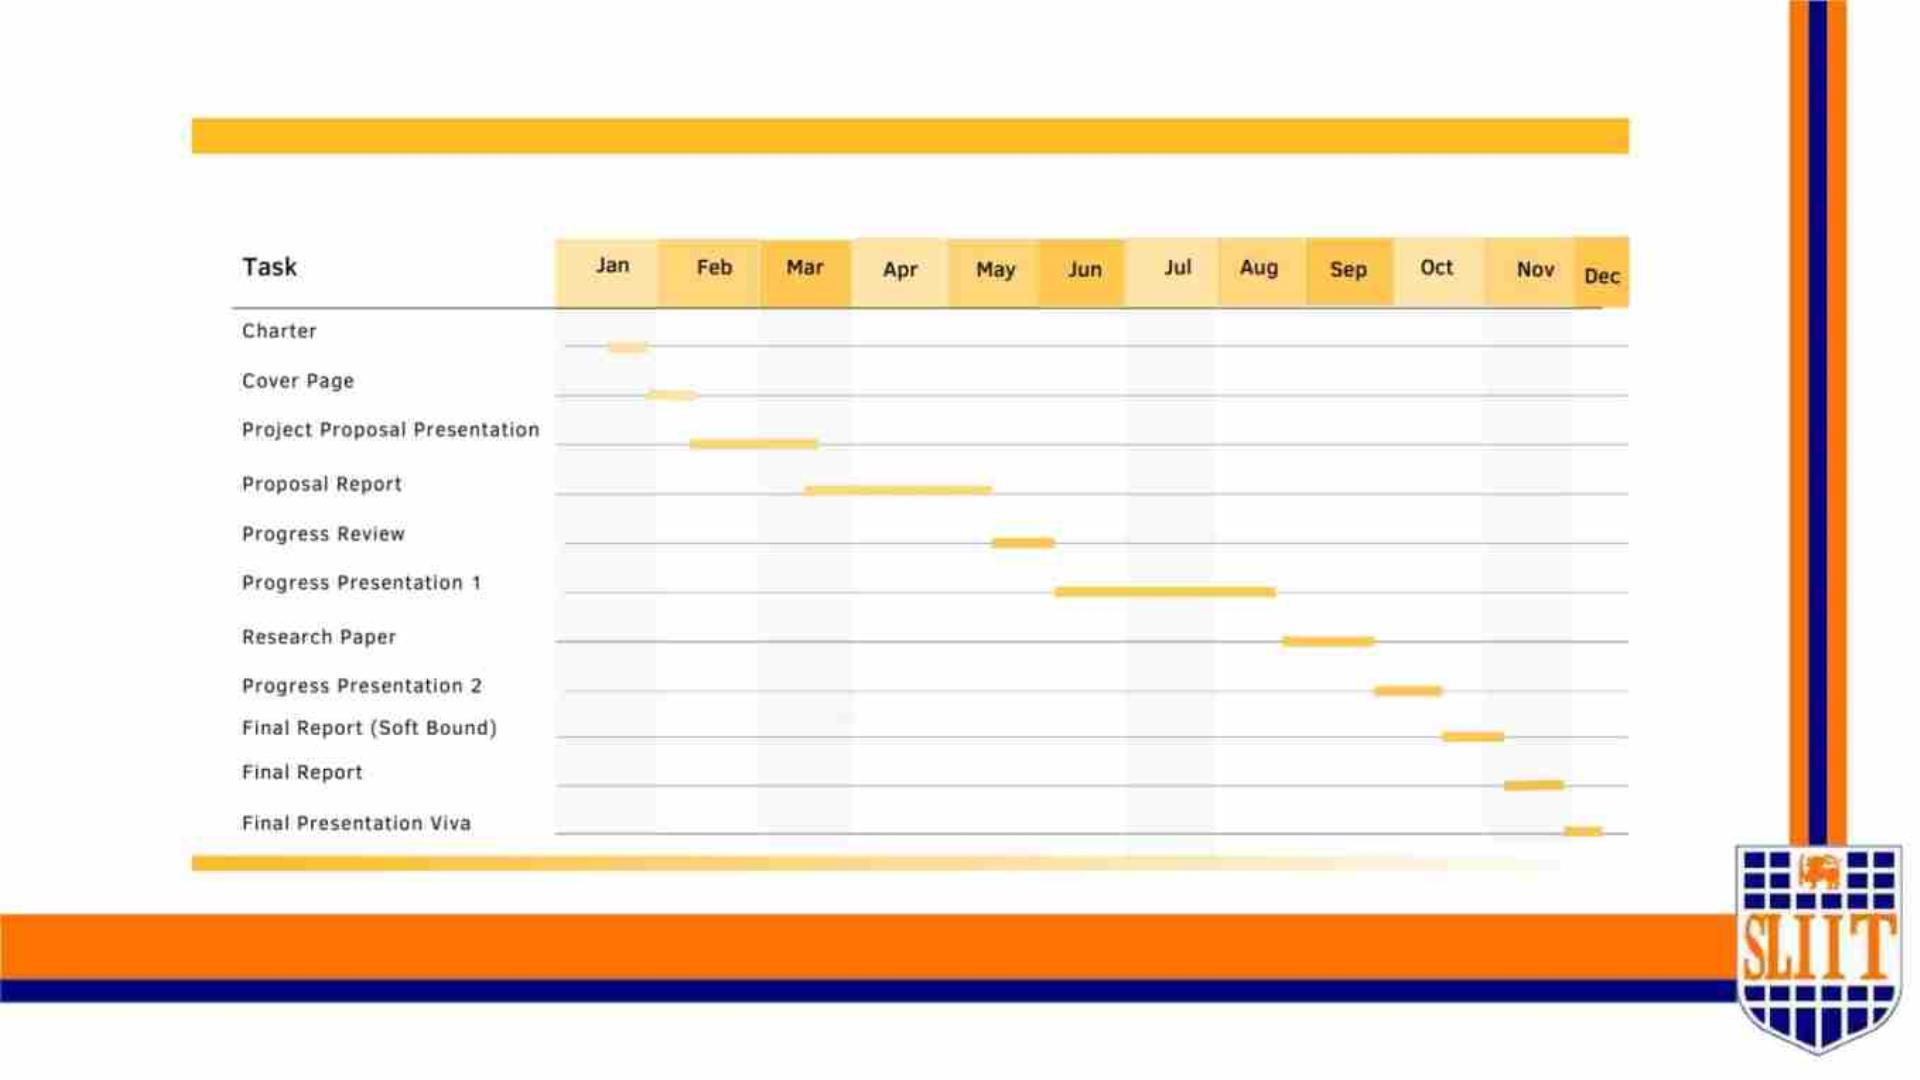 Task Jan Feb Mar Apr May Jun Jul Aug Sep Oct Nov Dec
Charter
Cover Page
Project Proposal Presentation
Proposal Report
Progress Review
Progress Presentation 1
Research Paper
Progress Presentation 2
Final Report (Soft Bound)
Final Report
Final Presentation Viva
SLIIT